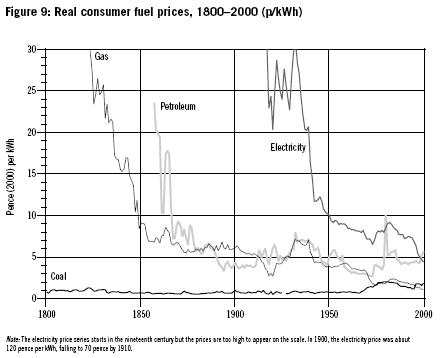 Figure 9: Real consumer fuel prices, 1800–2000 (p/kWh)
30
Gas
25
Petroleum
20
Electricity
15
Pence (2000) per kWh
10
5
Coal
0
1800
1850
1900
1950
2000
Note: The electricity price series starts in the nineteenth century but the prices are too high to appear on the scale. In 1900, the electricity price was about
120 pence per kWh, falling to 70 pence by 1910.